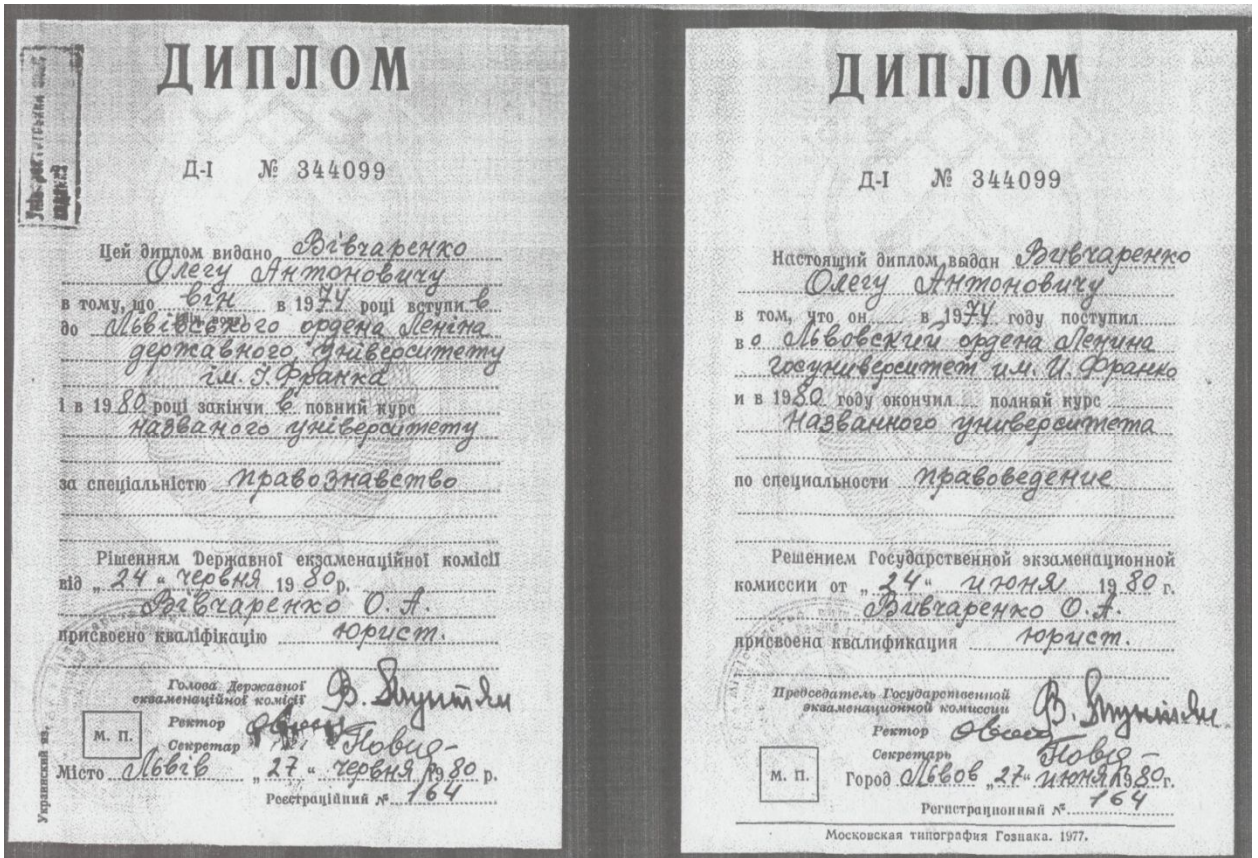 ДИПЛОМ
Д-I № 344099
Цей диплом видано Вівчаренко
Олегу Антоновичу
в тому, що він в 1974 році вступив
до Львівського ордена Леніна
державного університету
ім. І. Франка
і в 1980 році закінчив повний курс
названого університету
за спеціальністю правознавство
Рішенням Державної екзаменаційної комісії
від „24“ червня 1980 р.
Вівчаренко О. А.
присвоєно кваліфікацію юрист.
Голова Державної
екзаменаційної комісії
Ректор
Секретар
М. П.
Місто Львів „27“ червня 1980 р.
Реєстраційний № 164
Украинский яз.
ДИПЛОМ
Д-I № 344099
Настоящий диплом выдан Вивчаренко
Олегу Антоновичу
в том, что он в 1974 году поступил
в о Львовский ордена Ленина
госуниверситет им. И. Франко
и в 1980 году окончил полный курс
названного университета
по специальности правоведение
Решением Государственной экзаменационной
комиссии от „24“ июня 1980 г.
Вивчаренко О. А.
присвоена квалификация юрист.
Председатель Государственной
экзаменационной комиссии
Ректор
Секретарь
М. П.
Город Львов „27“ июня 1980 г.
Регистрационный № 164
Московская типография Гознака. 1977.